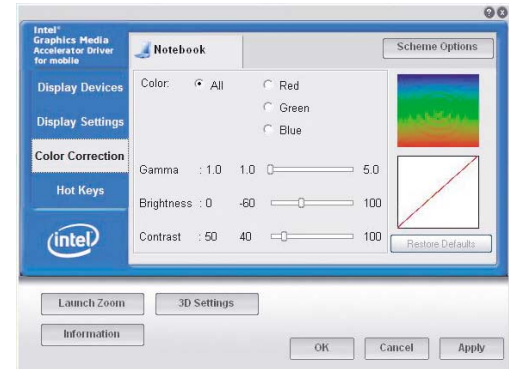 Intel®
Graphics Media
Accelerator Driver
for mobile
Notebook
Scheme Options
Display Devices
Display Settings
Color Correction
Hot Keys
intel
Color: All Red
Green
Blue
Gamma : 1.0 1.0 5.0
Brightness : 0 -60 100
Contrast : 50 40 100
Restore Defaults
Launch Zoom 3D Settings
Information
OK Cancel Apply